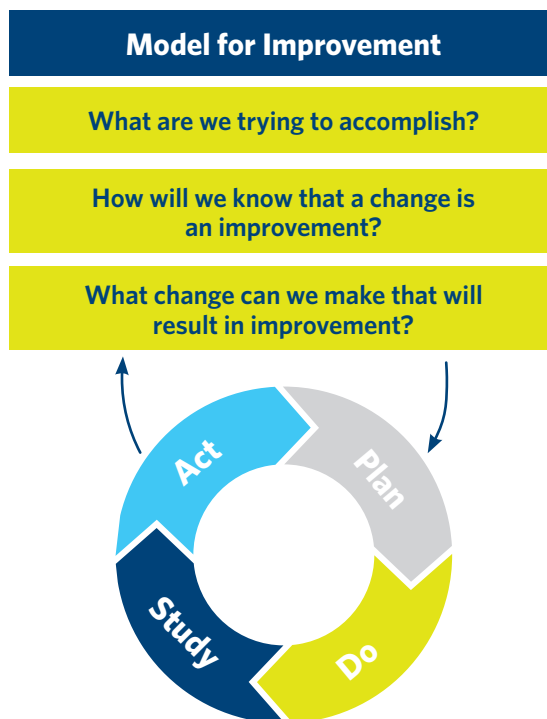 Model for Improvement
What are we trying to accomplish?
How will we know that a change is
an improvement?
What change can we make that will
result in improvement?
Act
Plan
Study
Do